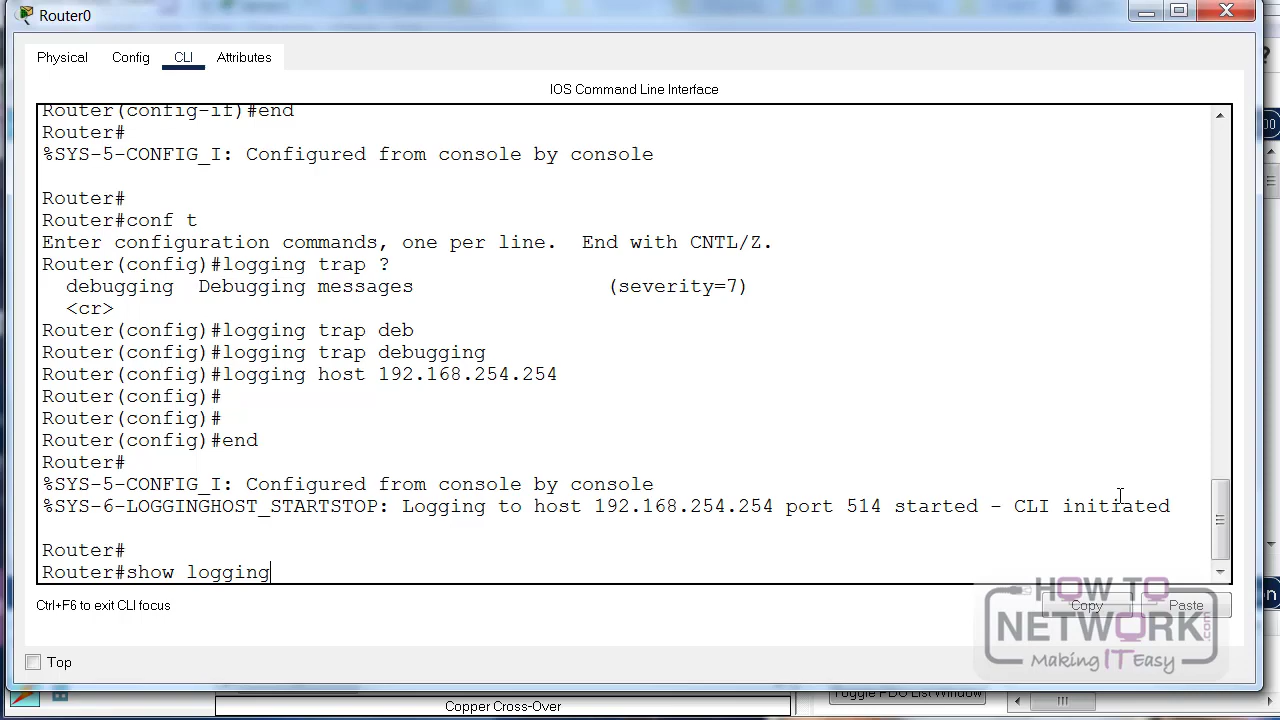 Router0
Physical Config CLI Attributes
IOS Command Line Interface
Router(config-if)#end
Router#
%SYS-5-CONFIG_I: Configured from console by console
Router#
Router#conf t
Enter configuration commands, one per line.  End with CNTL/Z.
Router(config)#logging trap ?
  debugging  Debugging messages                (severity=7)
  <cr>
Router(config)#logging trap deb
Router(config)#logging trap debugging
Router(config)#logging host 192.168.254.254
Router(config)#
Router(config)#
Router(config)#end
Router#
%SYS-5-CONFIG_I: Configured from console by console
%SYS-6-LOGGINGHOST_STARTSTOP: Logging to host 192.168.254.254 port 514 started - CLI initiated
Router#
Router#show logging
Ctrl+F6 to exit CLI focus
Copy Paste
HOW TO
NETWORK.com
Making IT Easy
Top
Toggle PDU List Window
Copper Cross-Over